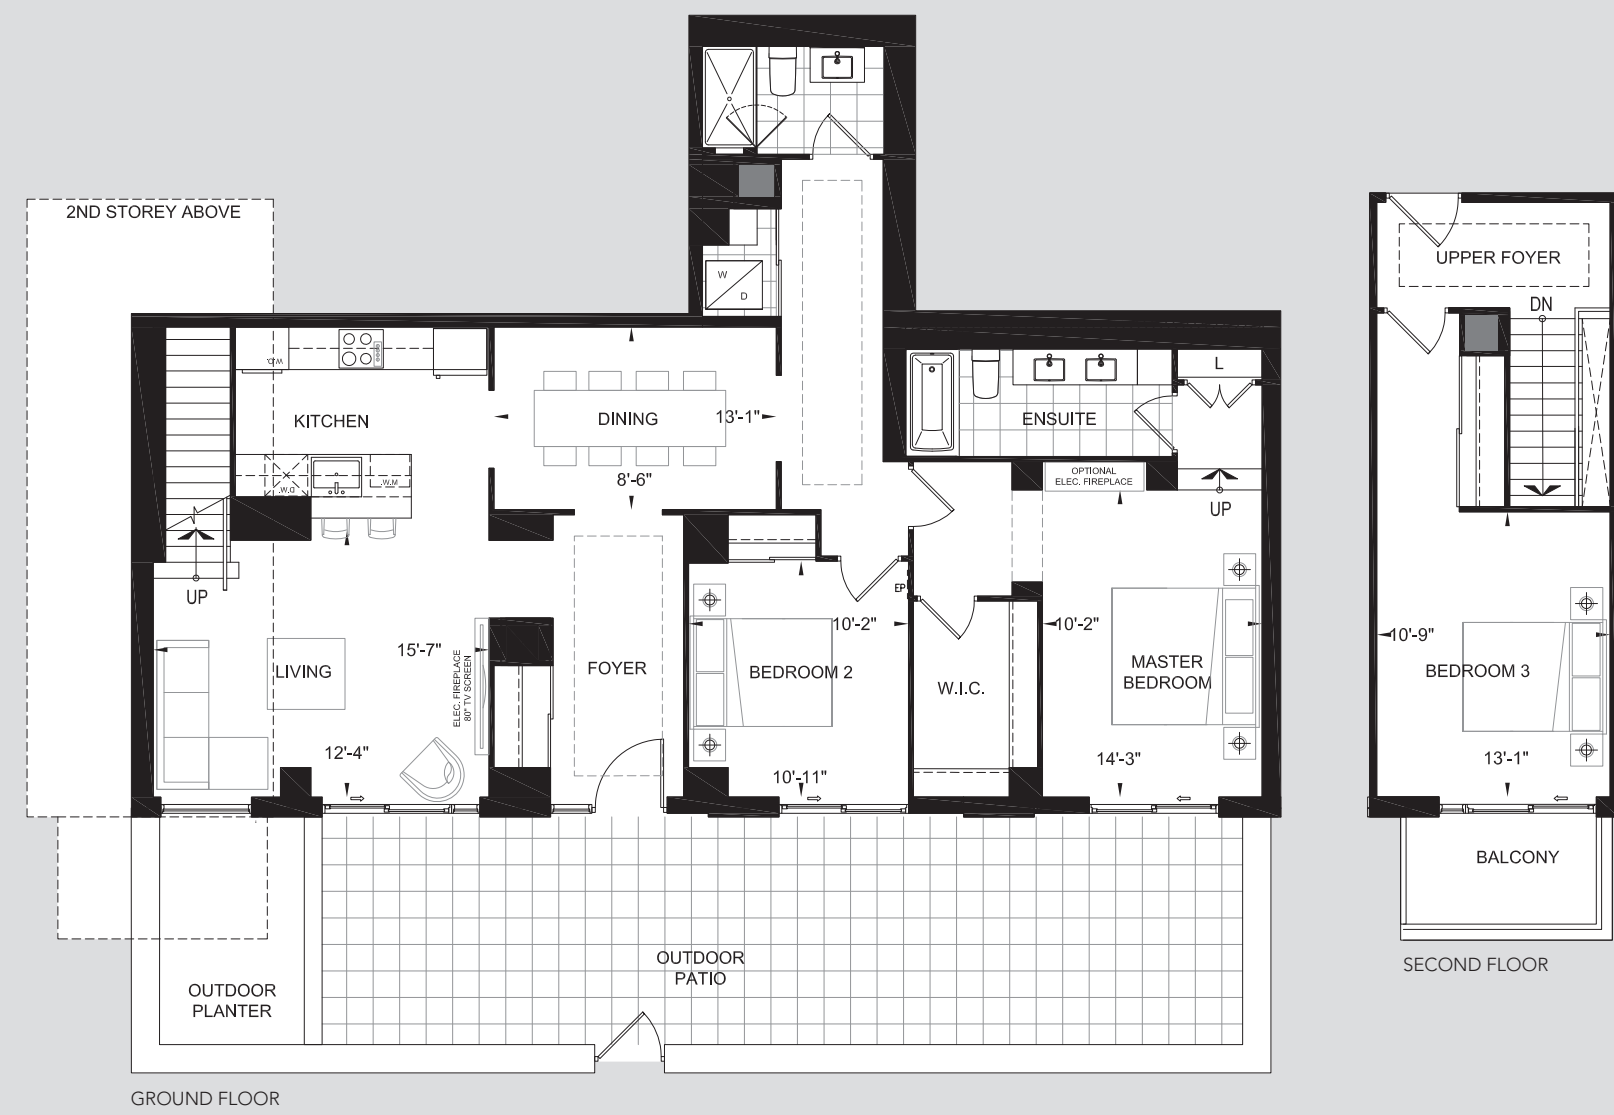 2ND STOREY ABOVE
W
D
KITCHEN
W.O.
D.W.
M.W.
DINING
13'-1"
8'-6"
ENSUITE
L
OPTIONAL
ELEC. FIREPLACE
UP
UP
LIVING
15'-7"
12'-4"
ELEC. FIREPLACE
80" TV SCREEN
FOYER
EP
10'-2"
BEDROOM 2
10'-11"
W.I.C.
10'-2"
MASTER
BEDROOM
14'-3"
OUTDOOR
PLANTER
OUTDOOR
PATIO
GROUND FLOOR
UPPER FOYER
DN
10'-9"
BEDROOM 3
13'-1"
BALCONY
SECOND FLOOR